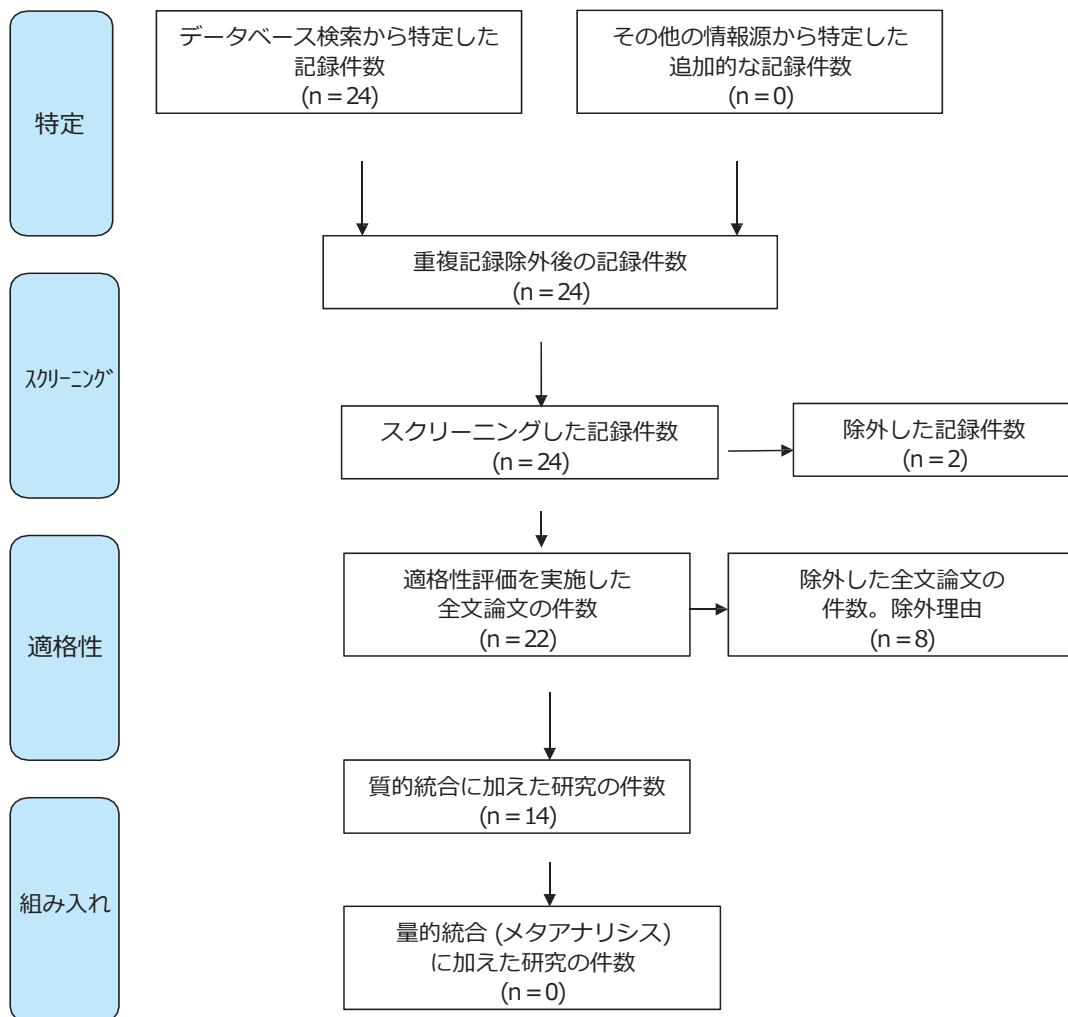 特定
データベース検索から特定した
記録件数
(n＝24)
その他の情報源から特定した
追加的な記録件数
(n＝0)
重複記録除外後の記録件数
(n＝24)
ｽｸﾘｰﾆﾝｸﾞ
スクリーニングした記録件数
(n＝24)
除外した記録件数
(n＝2)
適格性
適格性評価を実施した
全文論文の件数
(n＝22)
除外した全文論文の
件数。除外理由
(n＝8)
質的統合に加えた研究の件数
(n＝14)
組み入れ
量的統合 (メタアナリシス)
に加えた研究の件数
(n＝0)